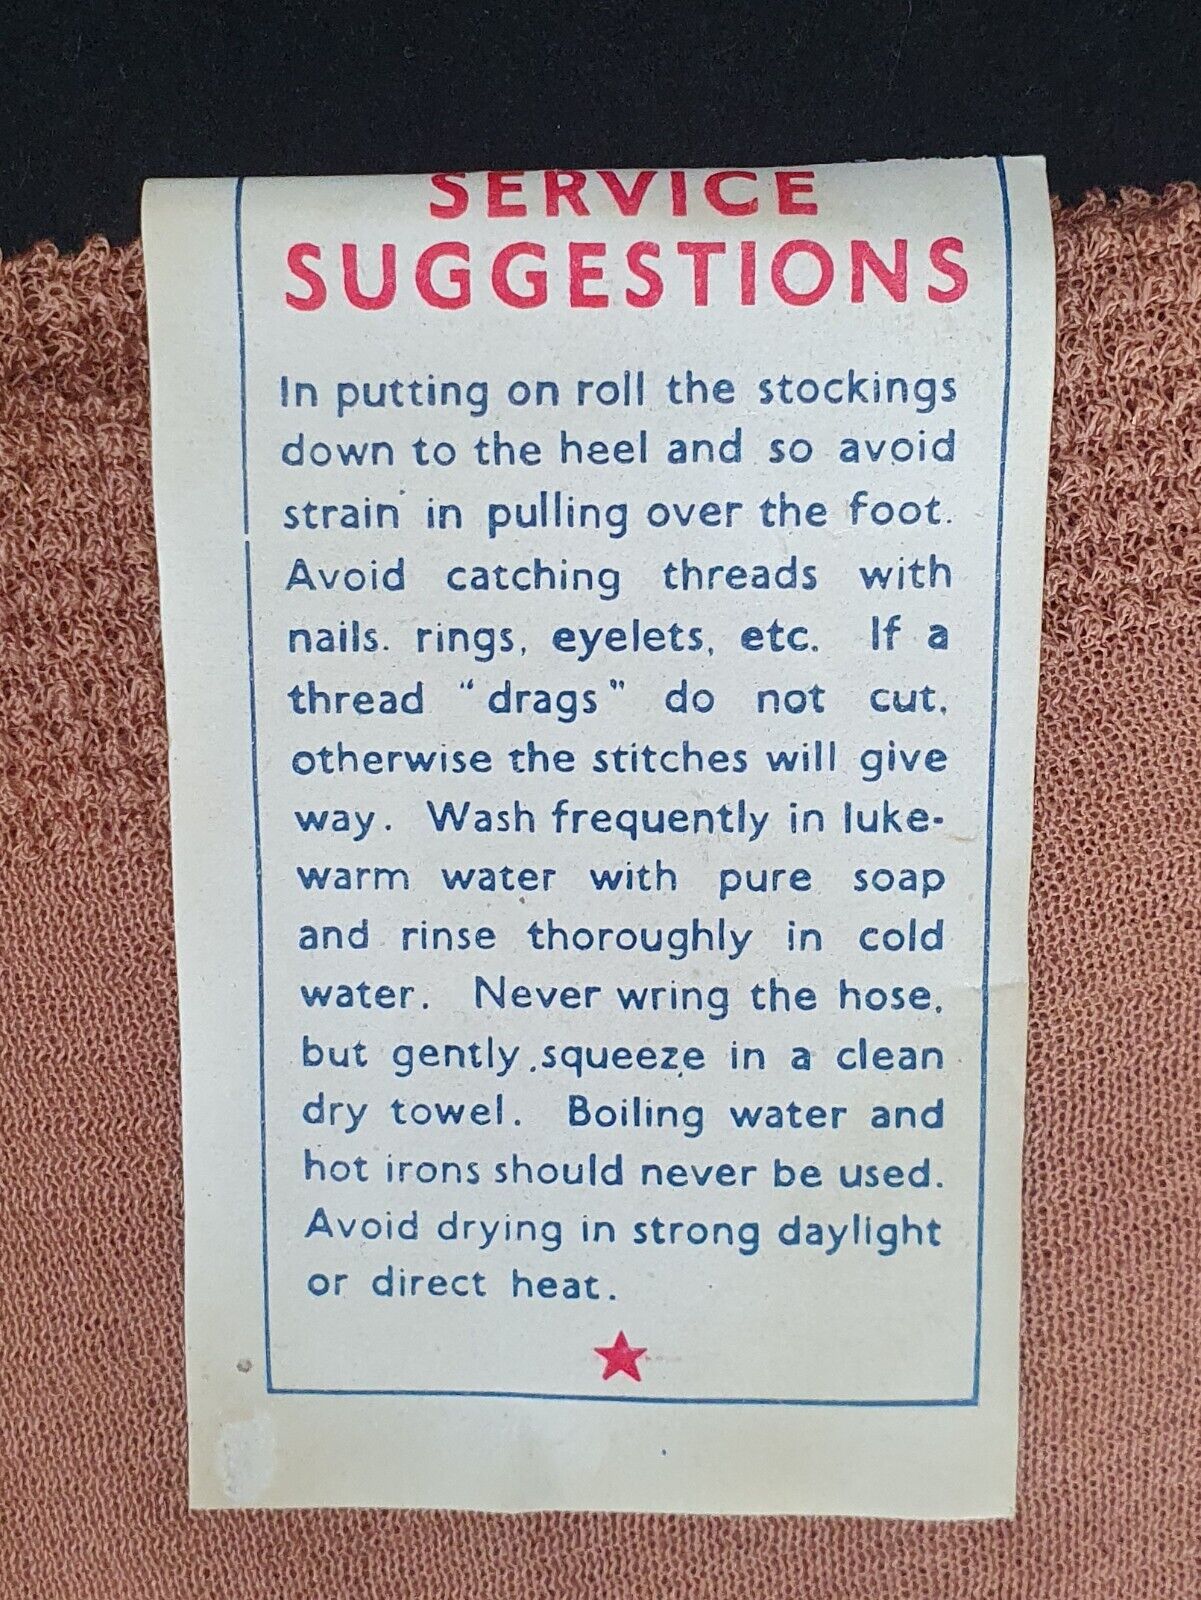 SERVICE
SUGGESTIONS
In putting on roll the stockings
down to the heel and so avoid
strain in pulling over the foot.
Avoid catching threads with
nails. rings, eyelets, etc. If a
thread "drags" do not cut,
otherwise the stitches will give
way. Wash frequently in luke-
warm water with pure soap
and rinse thoroughly in cold
water. Never wring the hose,
but gently squeeze in a clean
dry towel. Boiling water and
hot irons should never be used.
Avoid drying in strong daylight
or direct heat.